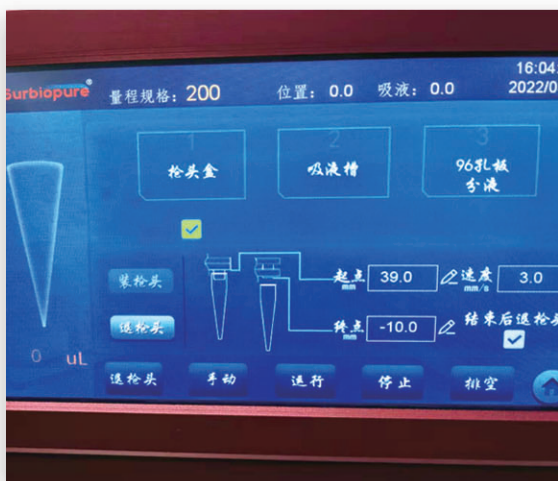 Surbiopure®
量程规格：200 位置：0.0 吸液：0.0
16:04
2022/0
1
枪头盒
2
吸液槽
3
96孔板
分液
装枪头
退枪头
起点 mm 39.0
速度 mm/s 3.0
终点 mm -10.0
结束后退枪头
0 uL
退枪头 手动 运行 停止 排空